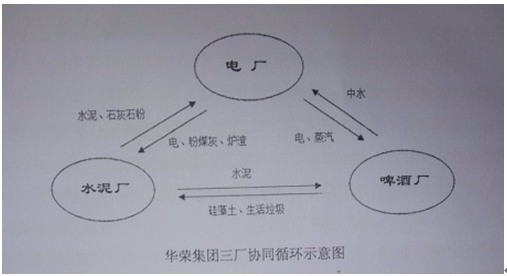 电 厂
水泥、石灰石粉
中水
电、粉煤灰、炉渣
电、蒸汽
水泥厂
水泥
啤酒厂
硅藻土、生活垃圾
华荣集团三厂协同循环示意图